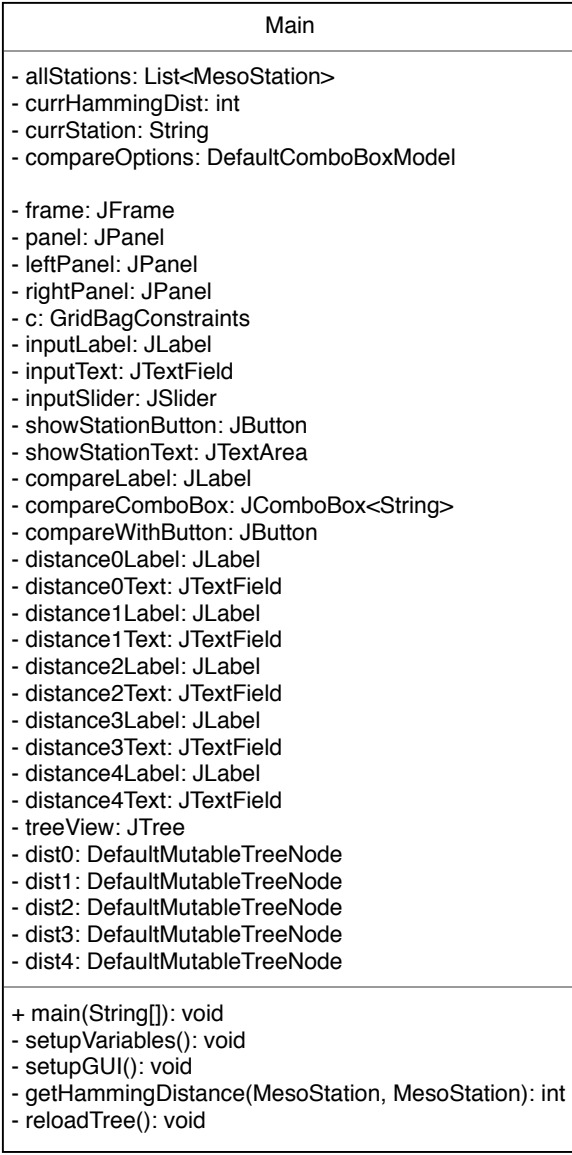 Main
- allStations: List<MesoStation>
- currHammingDist: int
- currStation: String
- compareOptions: DefaultComboBoxModel
- frame: JFrame
- panel: JPanel
- leftPanel: JPanel
- rightPanel: JPanel
- c: GridBagConstraints
- inputLabel: JLabel
- inputText: JTextField
- inputSlider: JSlider
- showStationButton: JButton
- showStationText: JTextArea
- compareLabel: JLabel
- compareComboBox: JComboBox<String>
- compareWithButton: JButton
- distance0Label: JLabel
- distance0Text: JTextField
- distance1Label: JLabel
- distance1Text: JTextField
- distance2Label: JLabel
- distance2Text: JTextField
- distance3Label: JLabel
- distance3Text: JTextField
- distance4Label: JLabel
- distance4Text: JTextField
- treeView: JTree
- dist0: DefaultMutableTreeNode
- dist1: DefaultMutableTreeNode
- dist2: DefaultMutableTreeNode
- dist3: DefaultMutableTreeNode
- dist4: DefaultMutableTreeNode
+ main(String[]): void
- setupVariables(): void
- setupGUI(): void
- getHammingDistance(MesoStation, MesoStation): int
- reloadTree(): void